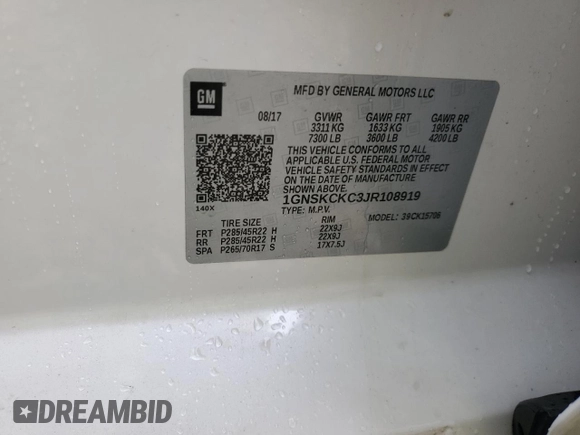 GM
MFD BY GENERAL MOTORS LLC
08/17 GVWR GAWR FRT GAWR RR
3311 KG 1633 KG 1905 KG
7300 LB 3600 LB 4200 LB
THIS VEHICLE CONFORMS TO ALL
APPLICABLE U.S. FEDERAL MOTOR
VEHICLE SAFETY STANDARDS IN EFFECT
ON THE DATE OF MANUFACTURE
SHOWN ABOVE.
1GNSKCKC3JR108919
140X TYPE: M.P.V. MODEL:
TIRE SIZE RIM
FRT P285/45R22 H 22X9J
RR P285/45R22 H 22X9J
SPA P265/70R17 S 17X7.5J
DREAMBID